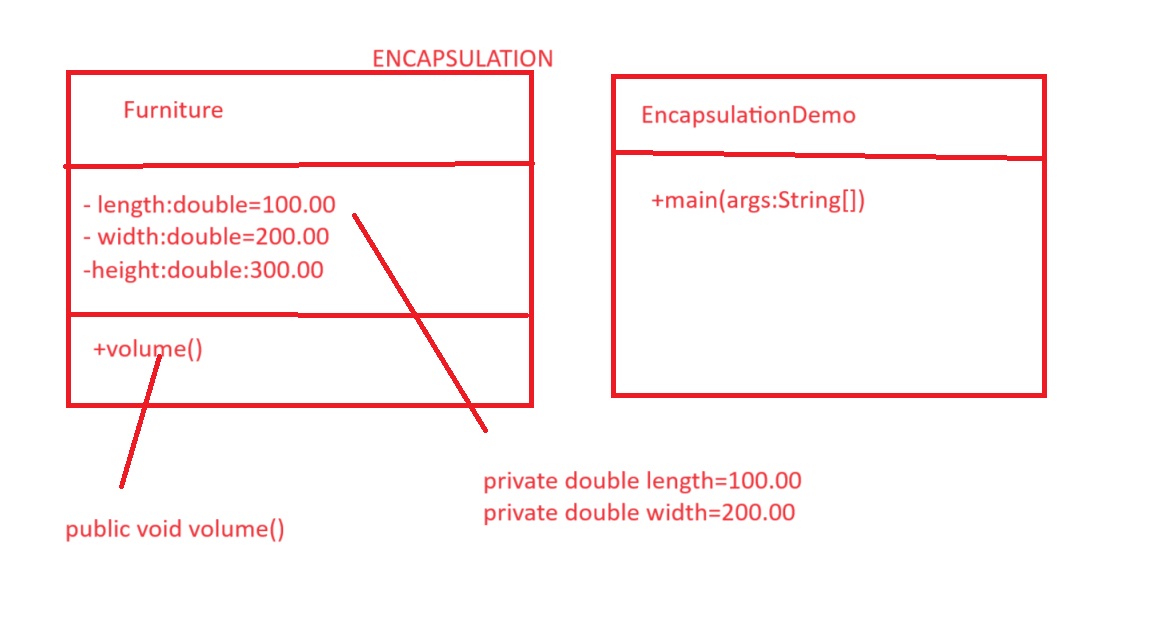 ENCAPSULATION
Furniture
- length:double=100.00
- width:double=200.00
-height:double:300.00
+volume()
public void volume()
private double length=100.00
private double width=200.00
EncapsulationDemo
+main(args:String[])